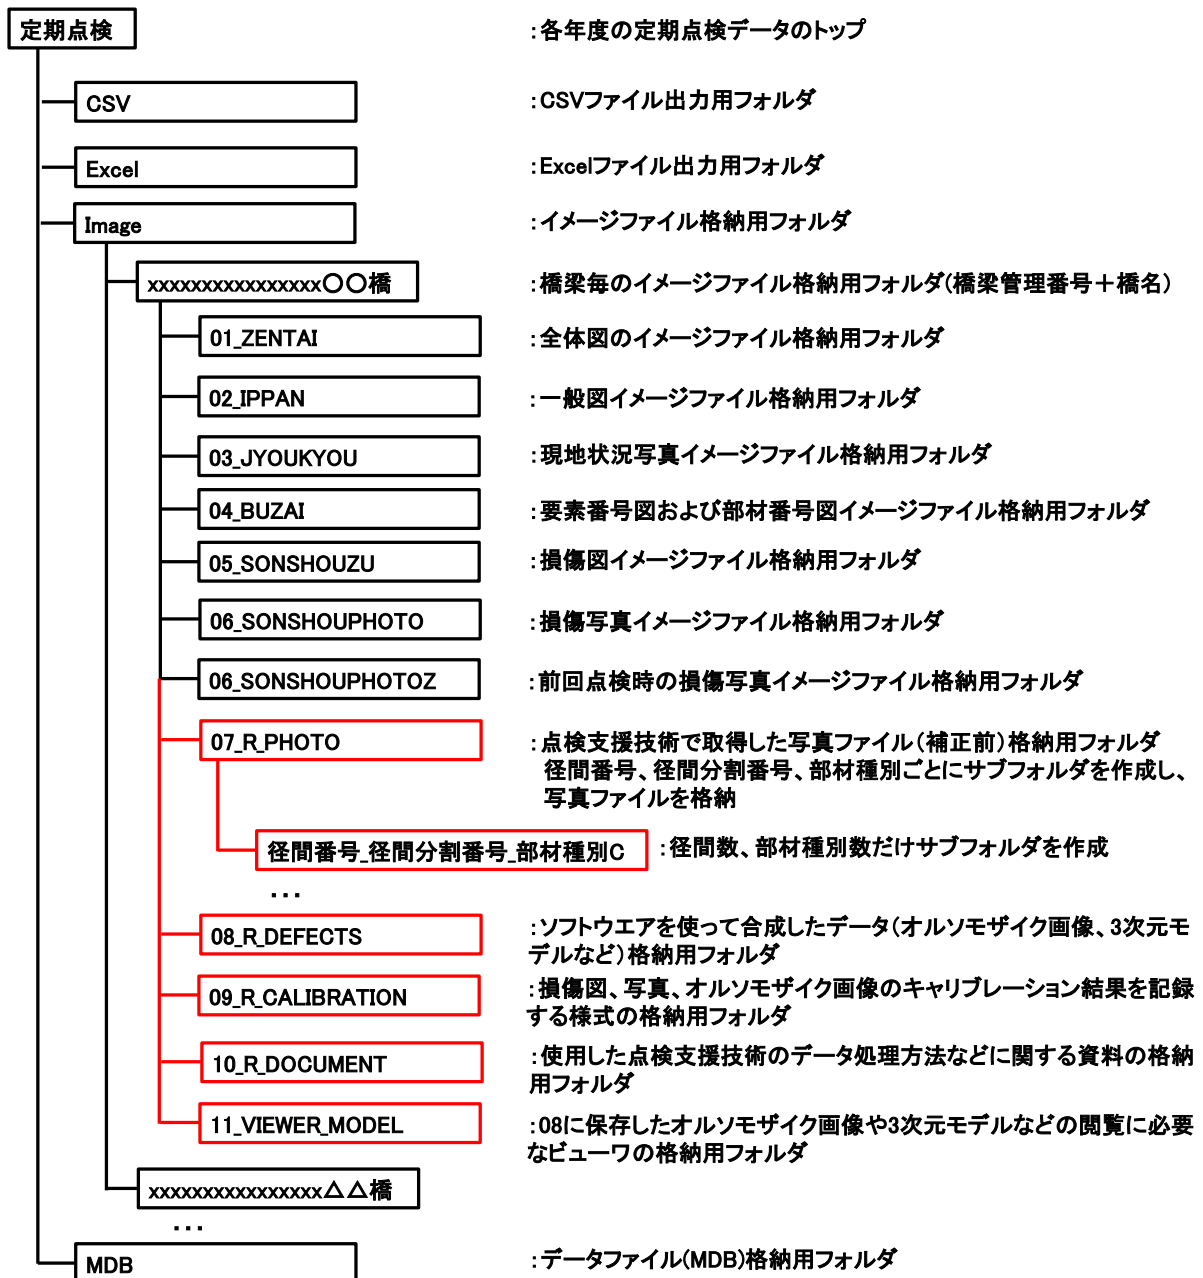 定期点検 :各年度の定期点検データのトップ
CSV :CSVファイル出力用フォルダ
Excel :Excelファイル出力用フォルダ
Image :イメージファイル格納用フォルダ
xxxxxxxxxxxxxxxx〇〇橋 :橋梁毎のイメージファイル格納用フォルダ(橋梁管理番号＋橋名)
01_ZENTAI :全体図のイメージファイル格納用フォルダ
02_IPPAN :一般図イメージファイル格納用フォルダ
03_JYOUKYOU :現地状況写真イメージファイル格納用フォルダ
04_BUZAI :要素番号図および部材番号図イメージファイル格納用フォルダ
05_SONSHOUZU :損傷図イメージファイル格納用フォルダ
06_SONSHOUPHOTO :損傷写真イメージファイル格納用フォルダ
06_SONSHOUPHOTOZ :前回点検時の損傷写真イメージファイル格納用フォルダ
07_R_PHOTO :点検支援技術で取得した写真ファイル（補正前）格納用フォルダ
径間番号、径間分割番号、部材種別ごとにサブフォルダを作成し、
写真ファイルを格納
径間番号_径間分割番号_部材種別C :径間数、部材種別数だけサブフォルダを作成
・・・
08_R_DEFECTS :ソフトウエアを使って合成したデータ（オルソモザイク画像、3次元モ
デルなど）格納用フォルダ
09_R_CALIBRATION :損傷図、写真、オルソモザイク画像のキャリブレーション結果を記録
する様式の格納用フォルダ
10_R_DOCUMENT :使用した点検支援技術のデータ処理方法などに関する資料の格納
用フォルダ
11_VIEWER_MODEL :08に保存したオルソモザイク画像や3次元モデルなどの閲覧に必要
なビューワの格納用フォルダ
xxxxxxxxxxxxxxxx△△橋
・・・
MDB :データファイル(MDB)格納用フォルダ